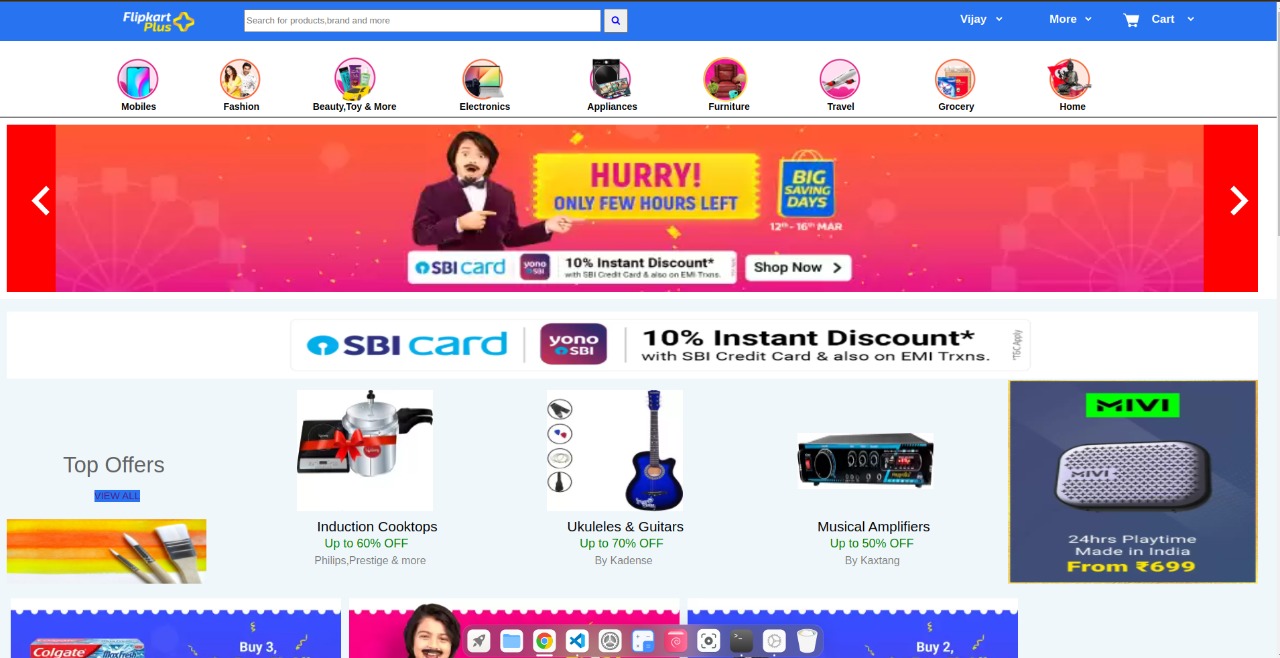 Flipkart
Plus
Search for products,brand and more
Vijay
More
Cart
Mobiles
Fashion
Beauty,Toy & More
Electronics
Appliances
Furniture
Travel
Grocery
Home
HURRY!
ONLY FEW HOURS LEFT
BIG
SAVING
DAYS
12th - 16th MAR
SBI card
yono
SBI
10% Instant Discount*
with SBI Credit Card & also on EMI Trxns.
Shop Now
SBI card
yono
SBI
10% Instant Discount*
with SBI Credit Card & also on EMI Trxns.
*T&C Apply
Top Offers
VIEW ALL
Induction Cooktops
Up to 60% OFF
Philips,Prestige & more
Ukuleles & Guitars
Up to 70% OFF
By Kadense
Musical Amplifiers
Up to 50% OFF
By Kaxtang
MIVI
MIVI
24hrs Playtime
Made in India
From ₹699
Colgate
MaxFresh
Buy 3,
Buy 2,